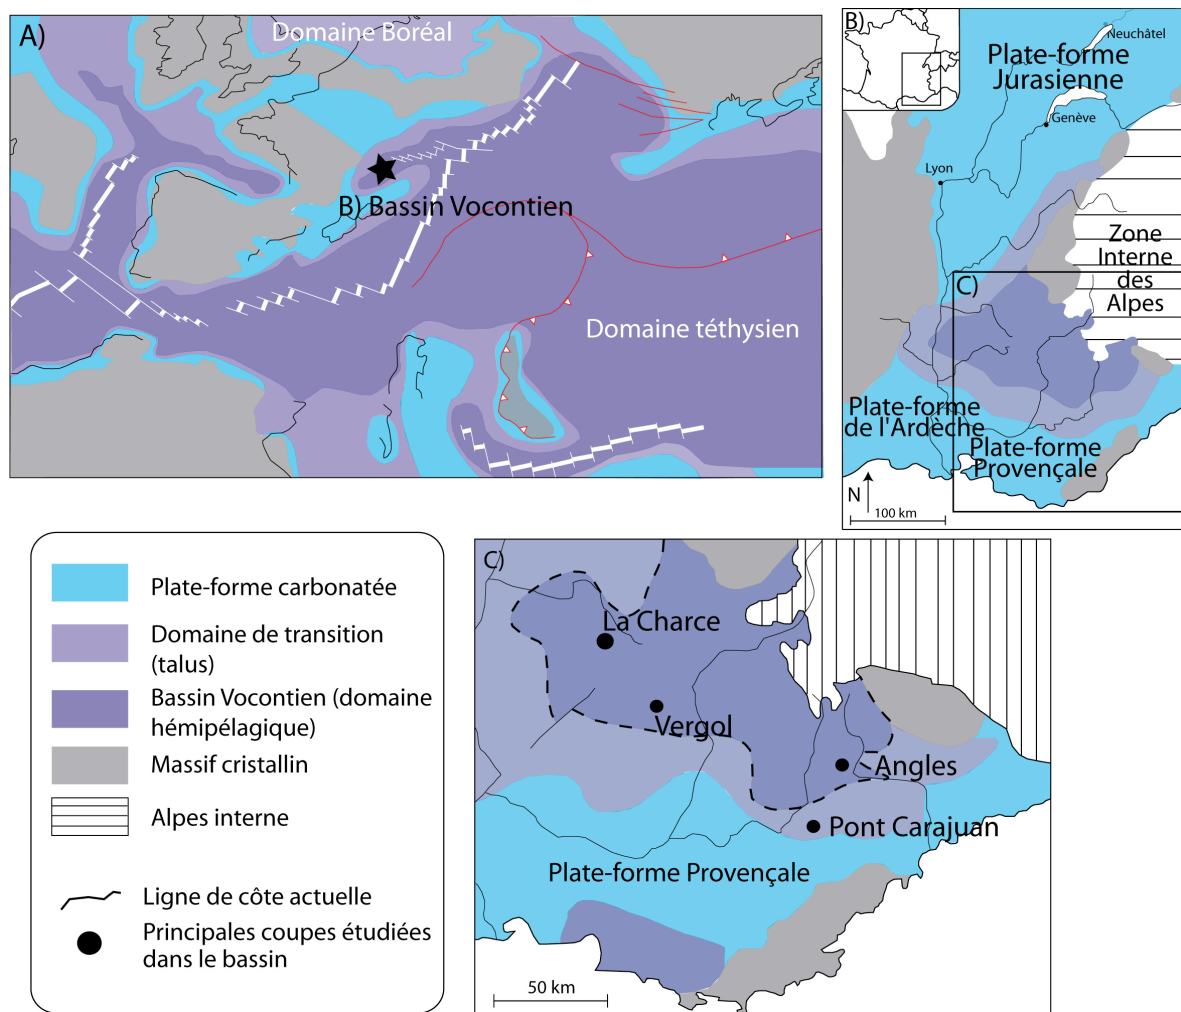 A)
Domaine Boréal
B) Bassin Vocontien
Domaine téthysien
B)
Neuchâtel
Plate-forme
Jurasienne
Genève
Lyon
Zone
Interne
des
Alpes
C)
Plate-forme
de l'Ardèche
Plate-forme
Provençale
N
100 km
Plate-forme carbonatée
Domaine de transition
(talus)
Bassin Vocontien (domaine
hémipélagique)
Massif cristallin
Alpes interne
Ligne de côte actuelle
Principales coupes étudiées
dans le bassin
C)
La Charce
Vergol
Angles
Pont Carajuan
Plate-forme Provençale
50 km